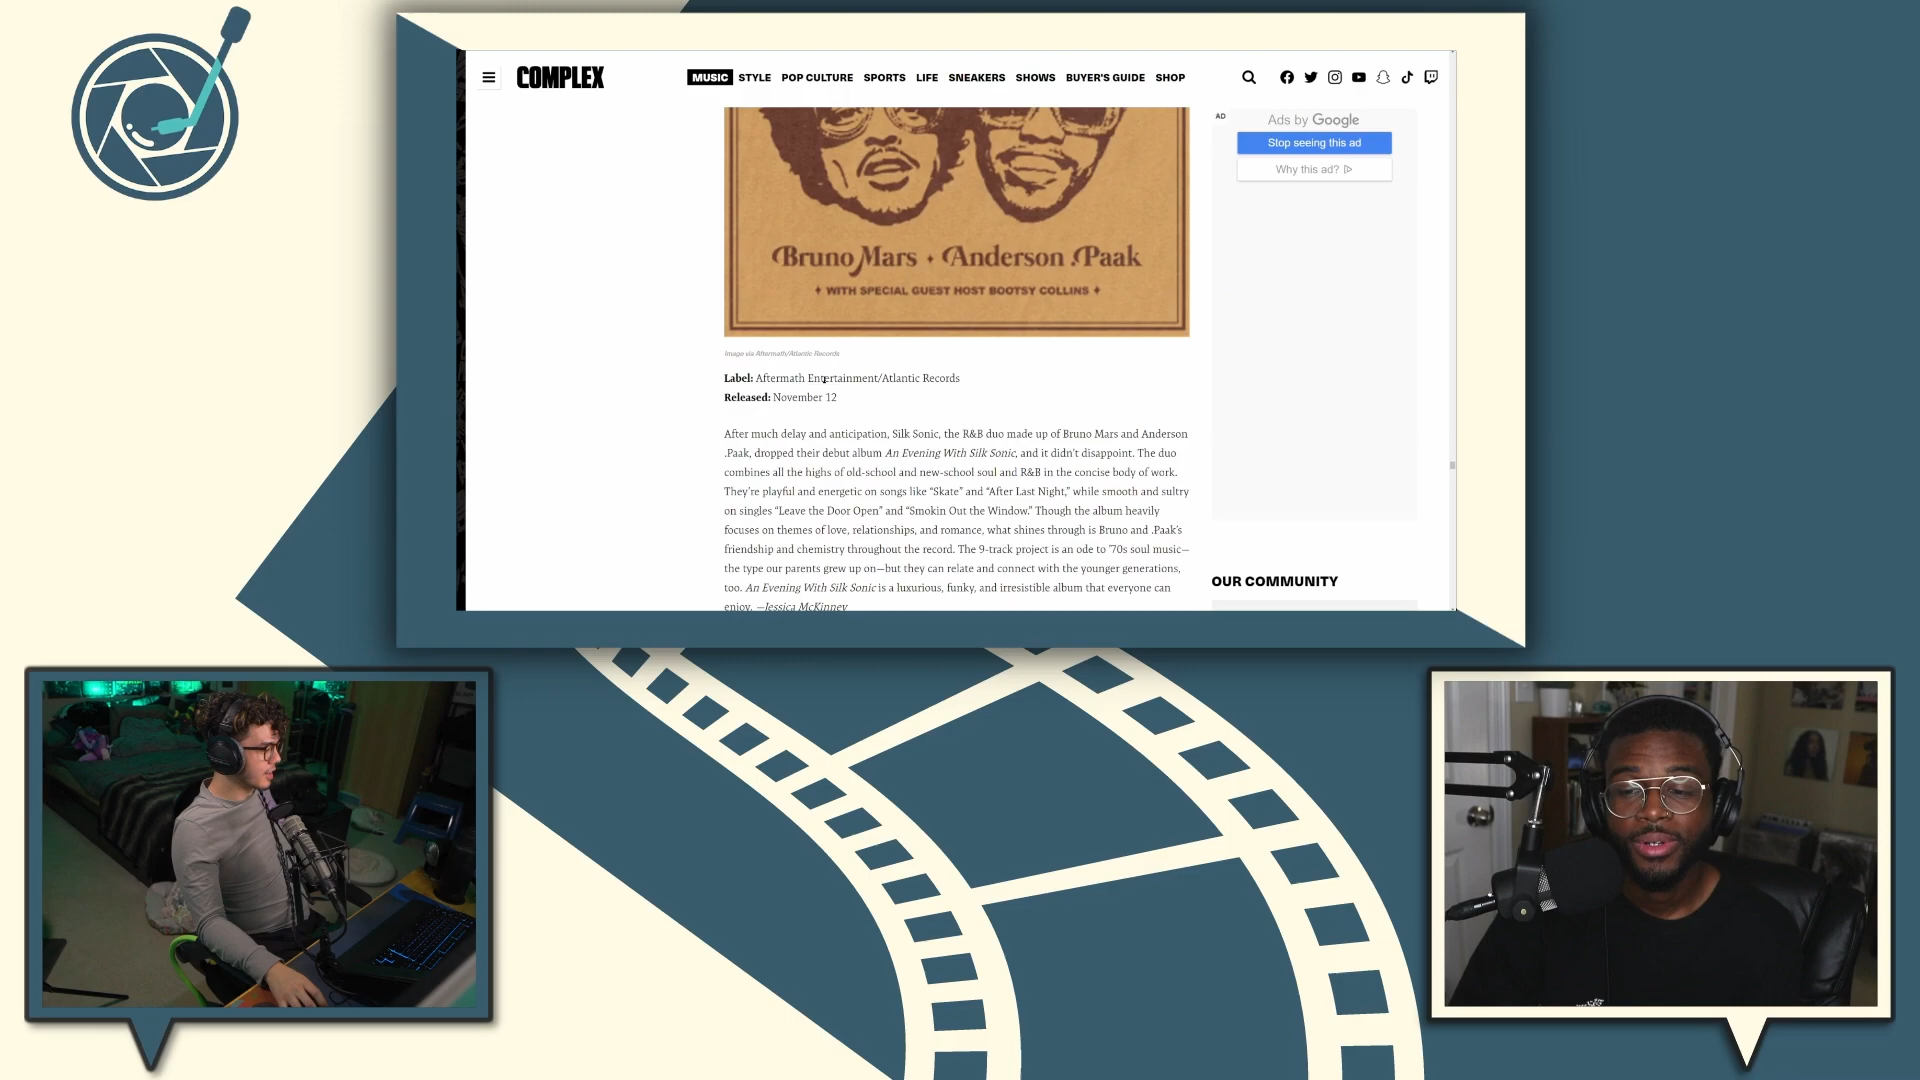 COMPLEX
MUSIC STYLE POP CULTURE SPORTS LIFE SNEAKERS SHOWS BUYER'S GUIDE SHOP
Bruno Mars + Anderson .Paak
+ WITH SPECIAL GUEST HOST BOOTSY COLLINS +
Image via Aftermath/Atlantic Records
Label: Aftermath Entertainment/Atlantic Records
Released: November 12
After much delay and anticipation, Silk Sonic, the R&B duo made up of Bruno Mars and Anderson
.Paak, dropped their debut album An Evening With Silk Sonic, and it didn't disappoint. The duo
combines all the highs of old-school and new-school soul and R&B in the concise body of work.
They're playful and energetic on songs like “Skate” and “After Last Night,” while smooth and sultry
on singles “Leave the Door Open” and “Smokin Out the Window.” Though the album heavily
focuses on themes of love, relationships, and romance, what shines through is Bruno and .Paak's
friendship and chemistry throughout the record. The 9-track project is an ode to '70s soul music—
the type our parents grew up on—but they can relate and connect with the younger generations,
too. An Evening With Silk Sonic is a luxurious, funky, and irresistible album that everyone can
enjoy. —Jessica McKinney
AD
Ads by Google
Stop seeing this ad
Why this ad?
OUR COMMUNITY